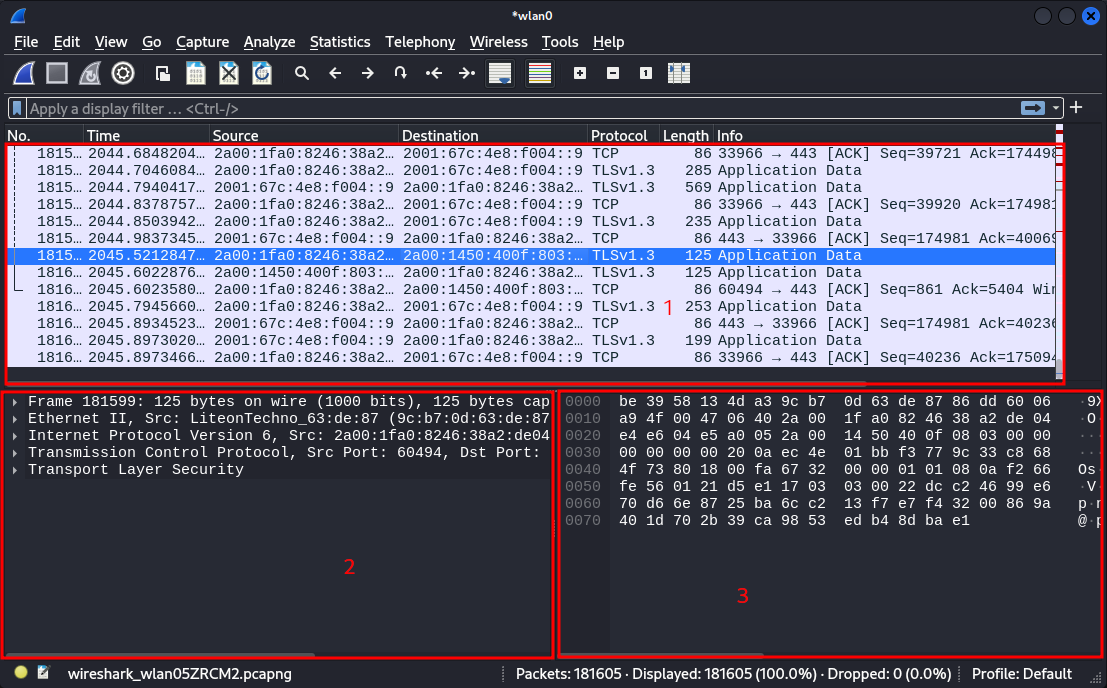 *wlan0
File Edit View Go Capture Analyze Statistics Telephony Wireless Tools Help
Apply a display filter … <Ctrl-/>
No. Time Source Destination Protocol Length Info
1815… 2044.6848204… 2a00:1fa0:8246:38a2… 2001:67c:4e8:f004::9 TCP 86 33966 → 443 [ACK] Seq=39721 Ack=174498
1815… 2044.7046084… 2a00:1fa0:8246:38a2… 2001:67c:4e8:f004::9 TLSv1.3 285 Application Data
1815… 2044.7940417… 2001:67c:4e8:f004::9 2a00:1fa0:8246:38a2… TLSv1.3 569 Application Data
1815… 2044.8378757… 2a00:1fa0:8246:38a2… 2001:67c:4e8:f004::9 TCP 86 33966 → 443 [ACK] Seq=39920 Ack=174981
1815… 2044.8503942… 2a00:1fa0:8246:38a2… 2001:67c:4e8:f004::9 TLSv1.3 235 Application Data
1815… 2044.9837345… 2001:67c:4e8:f004::9 2a00:1fa0:8246:38a2… TCP 86 443 → 33966 [ACK] Seq=174981 Ack=40069
1815… 2045.5212847… 2a00:1fa0:8246:38a2… 2a00:1450:400f:803:… TLSv1.3 125 Application Data
1816… 2045.6022876… 2a00:1450:400f:803:… 2a00:1fa0:8246:38a2… TLSv1.3 125 Application Data
1816… 2045.6023580… 2a00:1fa0:8246:38a2… 2a00:1450:400f:803:… TCP 86 60494 → 443 [ACK] Seq=861 Ack=5404 Win
1816… 2045.7945660… 2a00:1fa0:8246:38a2… 2001:67c:4e8:f004::9 TLSv1.3 253 Application Data
1
1816… 2045.8934523… 2001:67c:4e8:f004::9 2a00:1fa0:8246:38a2… TCP 86 443 → 33966 [ACK] Seq=174981 Ack=40236
1816… 2045.8973020… 2001:67c:4e8:f004::9 2a00:1fa0:8246:38a2… TLSv1.3 199 Application Data
1816… 2045.8973466… 2a00:1fa0:8246:38a2… 2001:67c:4e8:f004::9 TCP 86 33966 → 443 [ACK] Seq=40236 Ack=175094
Frame 181599: 125 bytes on wire (1000 bits), 125 bytes cap
Ethernet II, Src: LiteonTechno_63:de:87 (9c:b7:0d:63:de:87
Internet Protocol Version 6, Src: 2a00:1fa0:8246:38a2:de04
Transmission Control Protocol, Src Port: 60494, Dst Port:
Transport Layer Security
2
0000 be 39 58 13 4d a3 9c b7 0d 63 de 87 86 dd 60 06 ·9X
0010 a9 4f 00 47 06 40 2a 00 1f a0 82 46 38 a2 de 04 ·O·
0020 e4 e6 04 e5 a0 05 2a 00 14 50 40 0f 08 03 00 00 ···
0030 00 00 00 00 20 0a ec 4e 01 bb f3 77 9c 33 c8 68 ···
0040 4f 73 80 18 00 fa 67 32 00 00 01 01 08 0a f2 66 Os·
0050 fe 56 01 21 d5 e1 17 03 03 00 22 dc c2 46 99 e6 ·V·
0060 70 d6 6e 87 25 ba 6c c2 13 f7 e7 f4 32 00 86 9a p·n
0070 40 1d 70 2b 39 ca 98 53 ed b4 8d ba e1 @·p
3
wireshark_wlan05ZRCM2.pcapng
Packets: 181605 · Displayed: 181605 (100.0%) · Dropped: 0 (0.0%)
Profile: Default